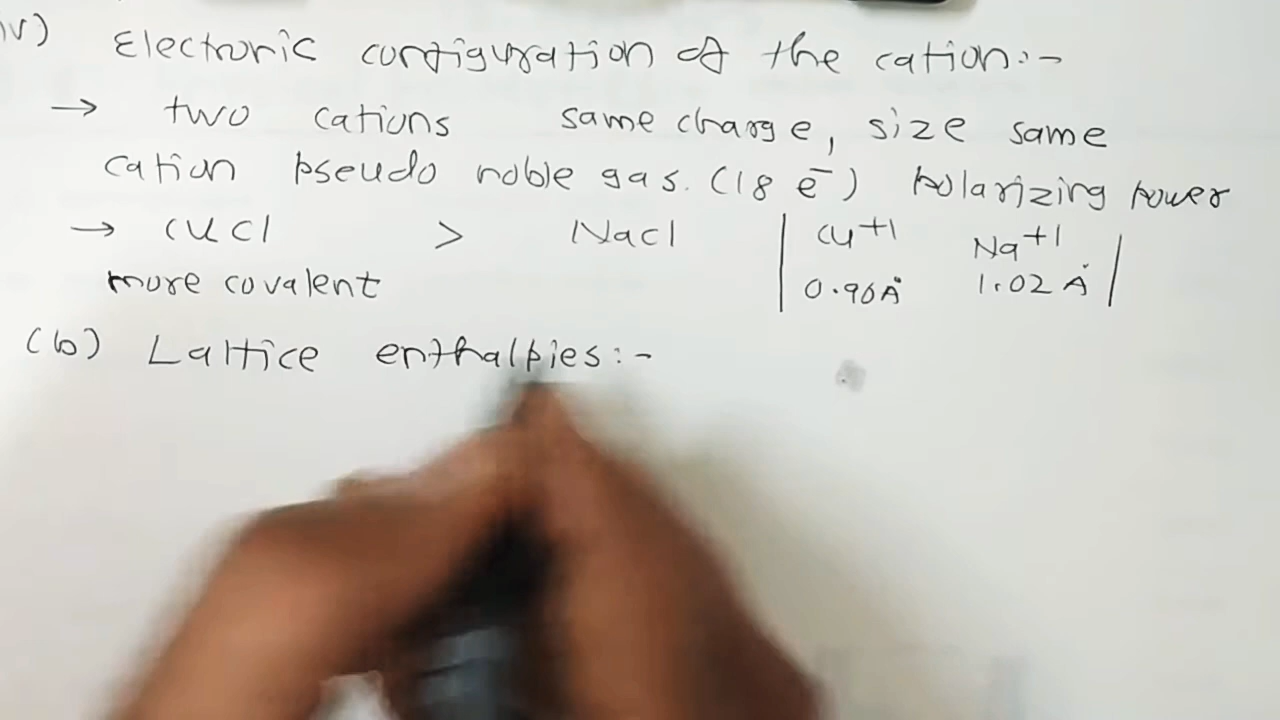 iv) Electronic configuration of the cation:-
→ two cations same charge, size same
cation pseudo noble gas. (18 e⁻) polarizing power
→ CuCl > NaCl | Cu⁺¹ Na⁺¹ |
more covalent 0.96Å 1.02 Å
(b) Lattice enthalpies:-